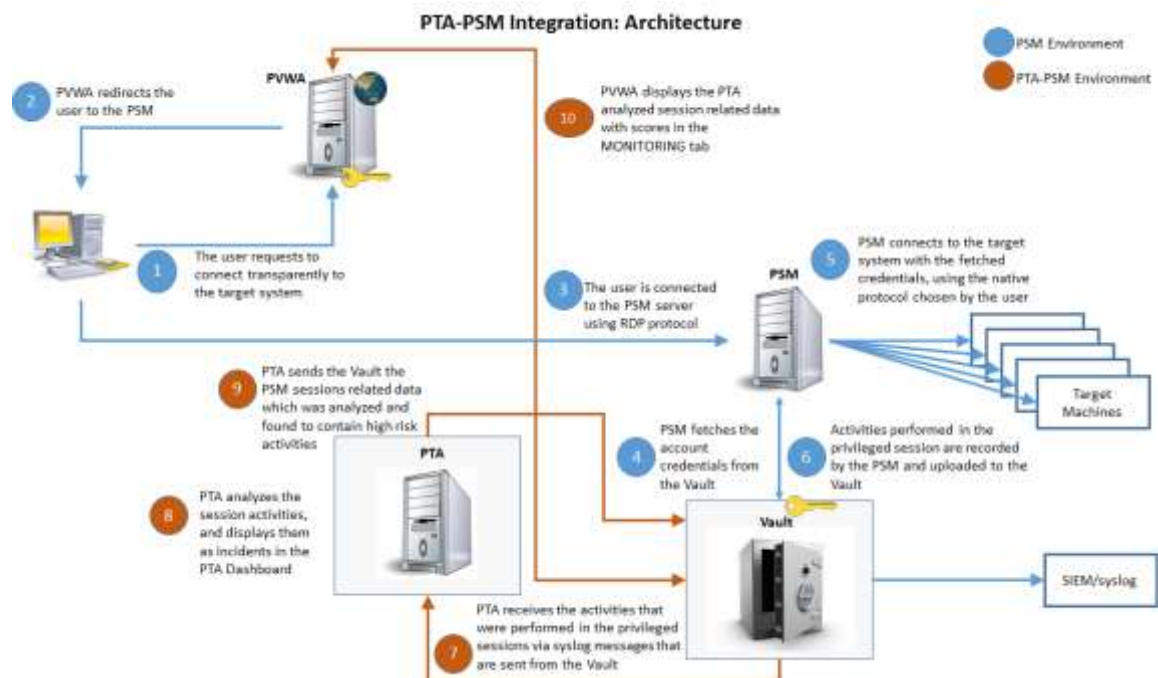 PTA-PSM Integration: Architecture
PSM Environment
PTA-PSM Environment
PVWA
2
PVWA redirects the
user to the PSM
10
PVWA displays the PTA
analyzed session related data
with scores in the
MONITORING tab
1
The user requests to
connect transparently to
the target system
3
The user is connected
to the PSM server
using RDP protocol
PSM
5
PSM connects to the target
system with the fetched
credentials, using the native
protocol chosen by the user
Target
Machines
9
PTA sends the Vault the
PSM sessions related data
which was analyzed and
found to contain high risk
activities
PTA
4
PSM fetches the
account
credentials from
the Vault
6
Activities performed in the
privileged session are recorded
by the PSM and uploaded to the
Vault
8
PTA analyzes the
session activities,
and displays them
as incidents in the
PTA Dashboard
Vault
SIEM/syslog
7
PTA receives the activities that
were performed in the privileged
sessions via syslog messages that
are sent from the Vault